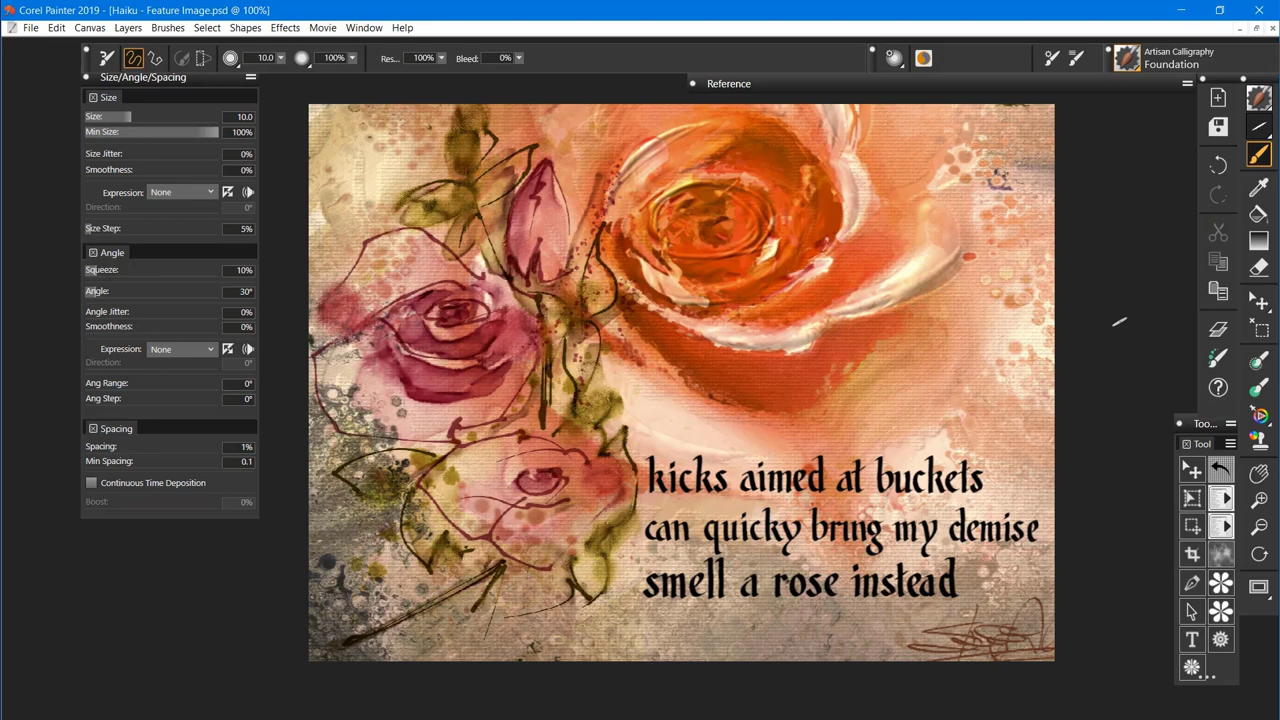 Corel Painter 2019 - [Haiku - Feature Image.psd @ 100%]
File Edit Canvas Layers Brushes Select Shapes Effects Movie Window Help
10.0 100% Res... 100% Bleed: 0%
Artisan Calligraphy
Foundation
Size/Angle/Spacing
Reference
Size
Size: 10.0
Min Size: 100%
Size Jitter: 0%
Smoothness: 0%
Expression: None
Direction: 0°
Size Step: 5%
Angle
Squeeze: 10%
Angle: 30°
Angle Jitter: 0%
Smoothness: 0%
Expression: None
Direction: 0°
Ang Range: 0°
Ang Step: 0°
Spacing
Spacing: 1%
Min Spacing: 0.1
Continuous Time Deposition
Boost: 0%
kicks aimed at buckets
can quicky bring my demise
smell a rose instead
Too...
Tool